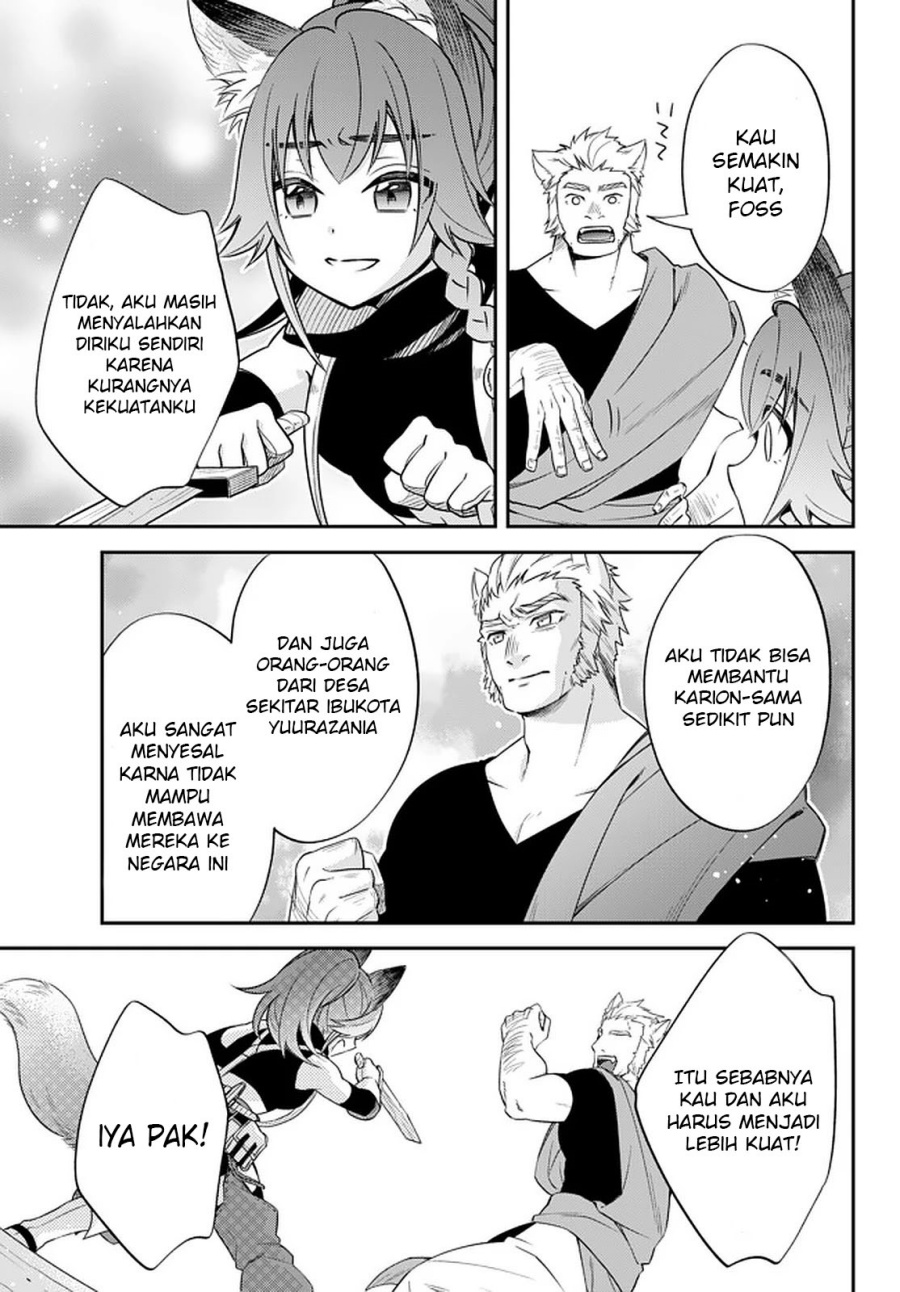 KAU
SEMAKIN
KUAT,
FOSS
TIDAK, AKU MASIH
MENYALAHKAN
DIRIKU SENDIRI
KARENA
KURANGNYA
KEKUATANKU
AKU TIDAK BISA
MEMBANTU
KARION-SAMA
SEDIKIT PUN
DAN JUGA
ORANG-ORANG
DARI DESA
SEKITAR IBUKOTA
YUURAZANIA
AKU SANGAT
MENYESAL
KARNA TIDAK
MAMPU
MEMBAWA
MEREKA KE
NEGARA INI
ITU SEBABNYA
KAU DAN AKU
HARUS MENJADI
LEBIH KUAT!
IYA PAK!